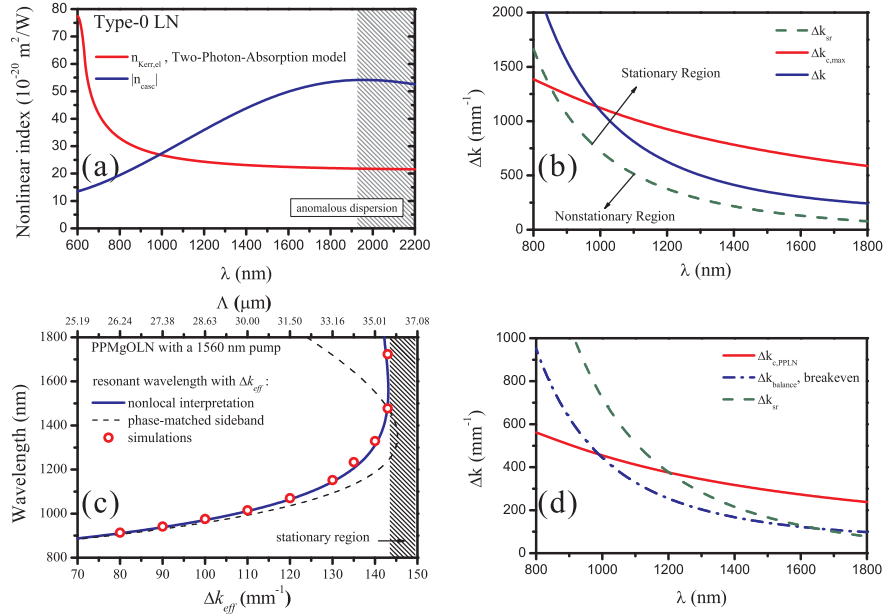 Type-0 LN
n_Kerr,el , Two-Photon-Absorption model
|n_casc|
(a)
anomalous dispersion
Nonlinear index (10^-20 m^2/W)
80
75
70
60
50
40
30
20
10
0
600 800 1000 1200 1400 1600 1800 2000 2200
λ (nm)
Δk_sr
Δk_c,max
Δk
Stationary Region
(b)
Nonstationary Region
Δk (mm^-1)
2000
1750
1500
1250
1000
750
500
250
0
800 1000 1200 1400 1600 1800
λ (nm)
Λ (μm)
25.19 26.24 27.38 28.63 30.00 31.50 33.16 35.01 37.08
PPMgOLN with a 1560 nm pump
resonant wavelength with Δk_eff :
nonlocal interpretation
phase-matched sideband
simulations
(c)
stationary region
Wavelength (nm)
1800
1600
1400
1200
1000
800
70 80 90 100 110 120 130 140 150
Δk_eff (mm^-1)
Δk_c,PPLN
Δk_balance, breakeven
Δk_sr
(d)
Δk (mm^-1)
1000
800
600
400
200
0
800 1000 1200 1400 1600 1800
λ (nm)